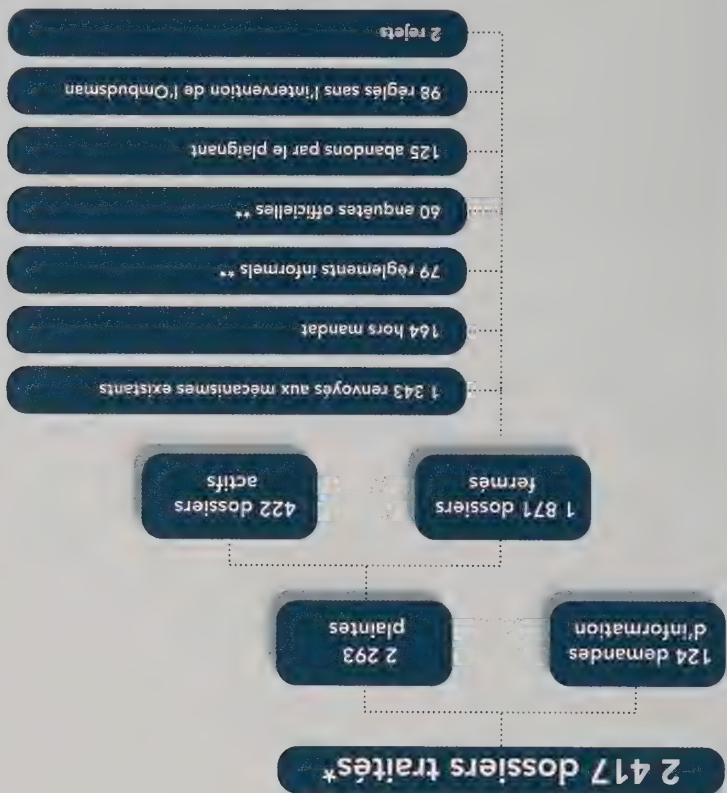 2 417 dossiers traités*
124 demandes
d'information
2 293
plaintes
1 871 dossiers
fermés
422 dossiers
actifs
1 343 renvoyés aux mécanismes existants
164 hors mandat
79 règlements informels **
60 enquêtes officielles **
125 abandons par le plaignant
98 réglés sans l'intervention de l'Ombudsman
2 rejets